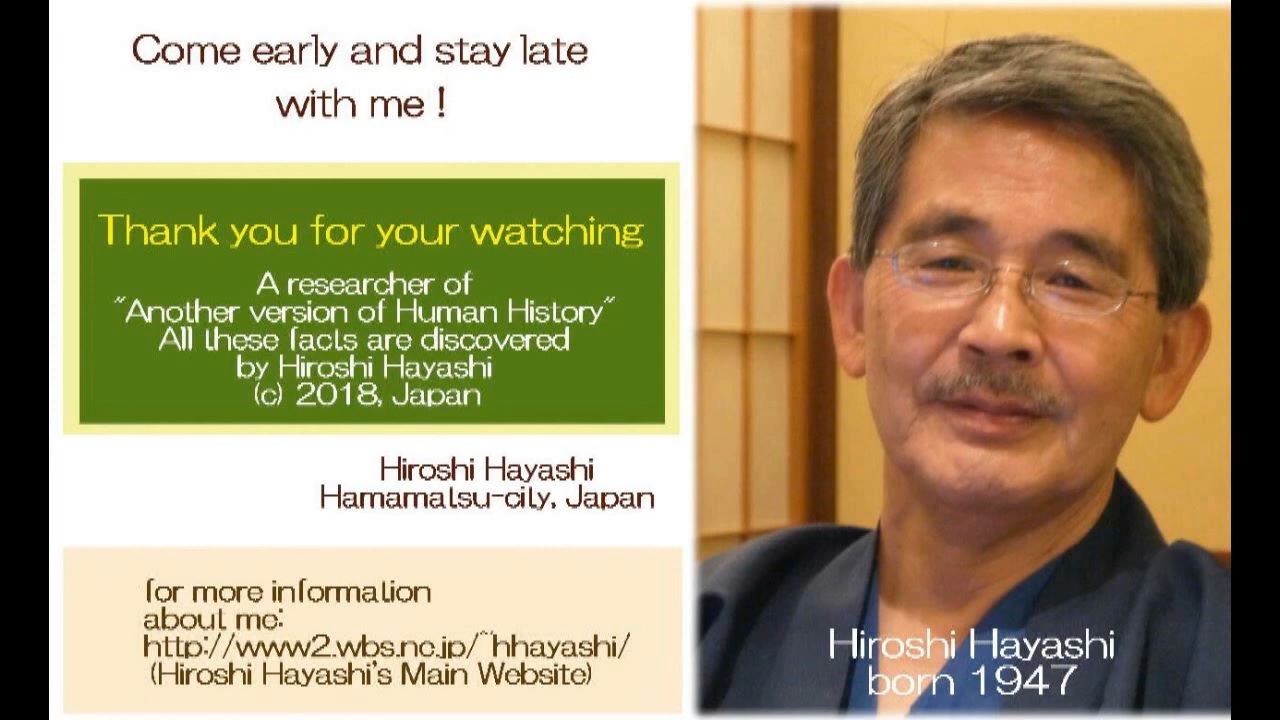 Come early and stay late
with me !
Thank you for your watching
A researcher of
"Another version of Human History"
All these facts are discovered
by Hiroshi Hayashi
(c) 2018, Japan
Hiroshi Hayashi
Hamamatsu-city, Japan
for more information
about me:
http://www2.wbs.ne.jp/~hhayashi/
(Hiroshi Hayashi's Main Website)
Hiroshi Hayashi
born 1947